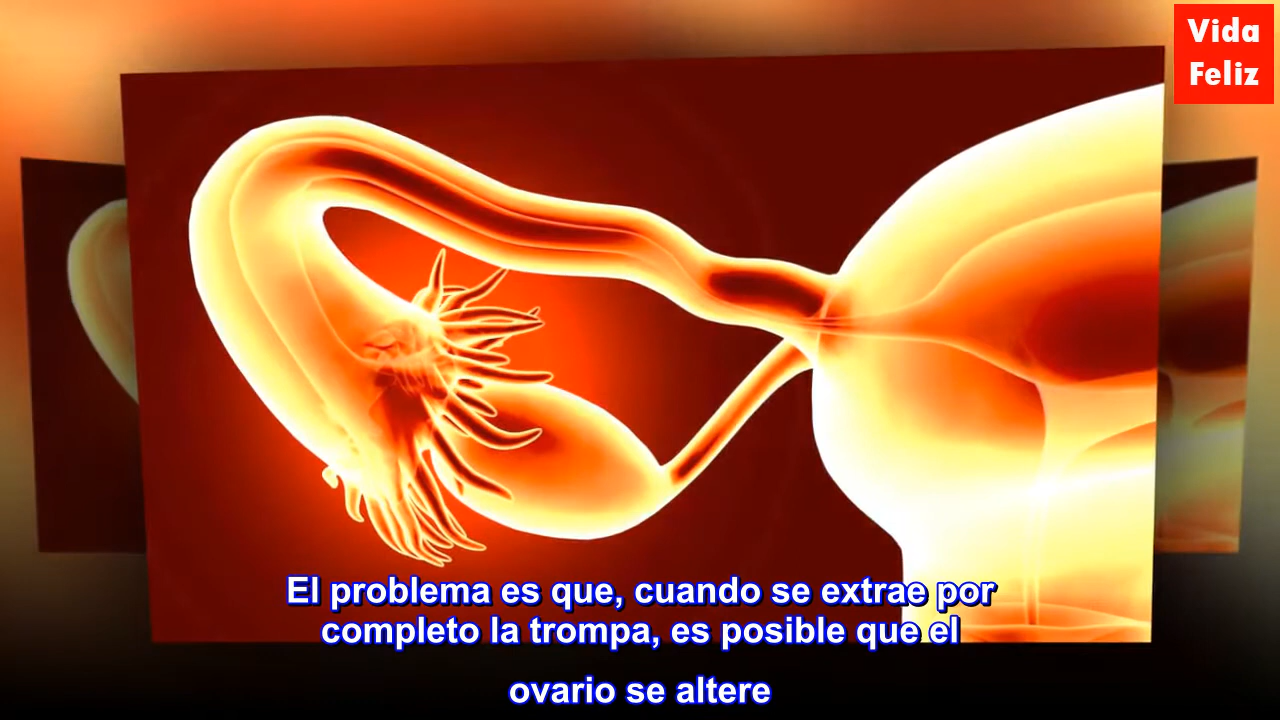 Vida
Feliz
El problema es que, cuando se extrae por
completo la trompa, es posible que el
ovario se altere